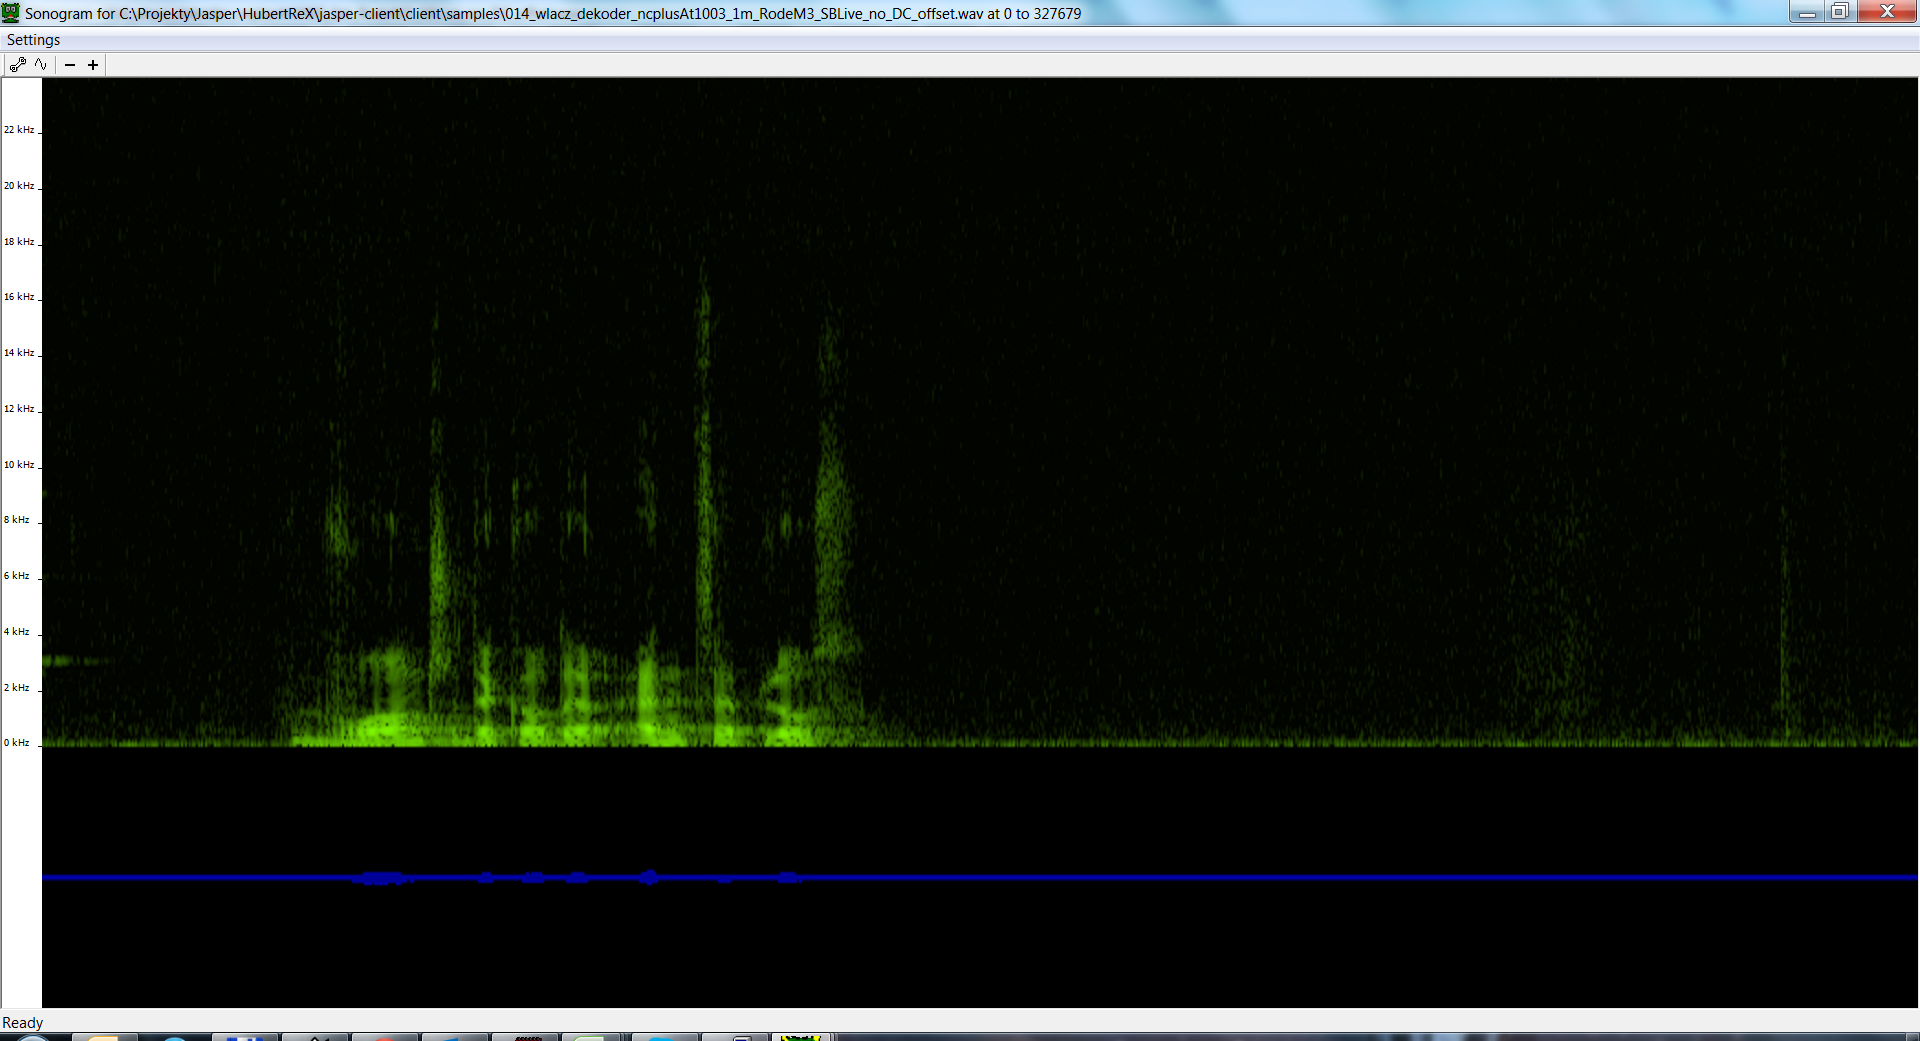 Sonogram for C:\Projekty\Jasper\HubertReX\jasper-client\client\samples\014_wlacz_dekoder_ncplusAt1003_1m_RodeM3_SBLive_no_DC_offset.wav at 0 to 327679
Settings
22 kHz
20 kHz
18 kHz
16 kHz
14 kHz
12 kHz
10 kHz
8 kHz
6 kHz
4 kHz
2 kHz
0 kHz
Ready